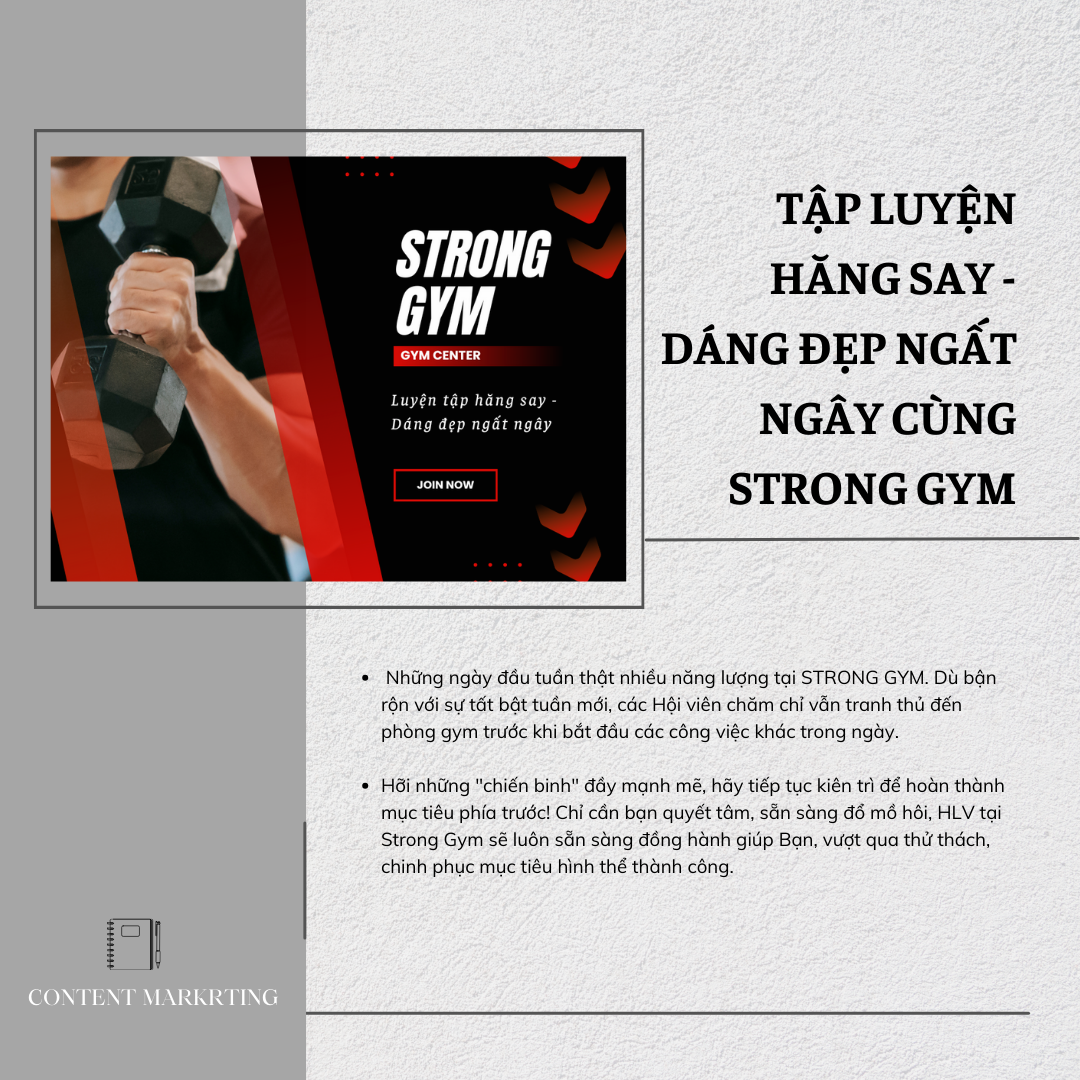 STRONG
GYM
GYM CENTER
Luyện tập hăng say -
Dáng đẹp ngất ngây
JOIN NOW
TẬP LUYỆN
HĂNG SAY -
DÁNG ĐẸP NGẤT
NGÂY CÙNG
STRONG GYM
• Những ngày đầu tuần thật nhiều năng lượng tại STRONG GYM. Dù bận
rộn với sự tất bật tuần mới, các Hội viên chăm chỉ vẫn tranh thủ đến
phòng gym trước khi bắt đầu các công việc khác trong ngày.
• Hỡi những "chiến binh" đầy mạnh mẽ, hãy tiếp tục kiên trì để hoàn thành
mục tiêu phía trước! Chỉ cần bạn quyết tâm, sẵn sàng đổ mồ hôi, HLV tại
Strong Gym sẽ luôn sẵn sàng đồng hành giúp Bạn, vượt qua thử thách,
chinh phục mục tiêu hình thể thành công.
CONTENT MARKRTING